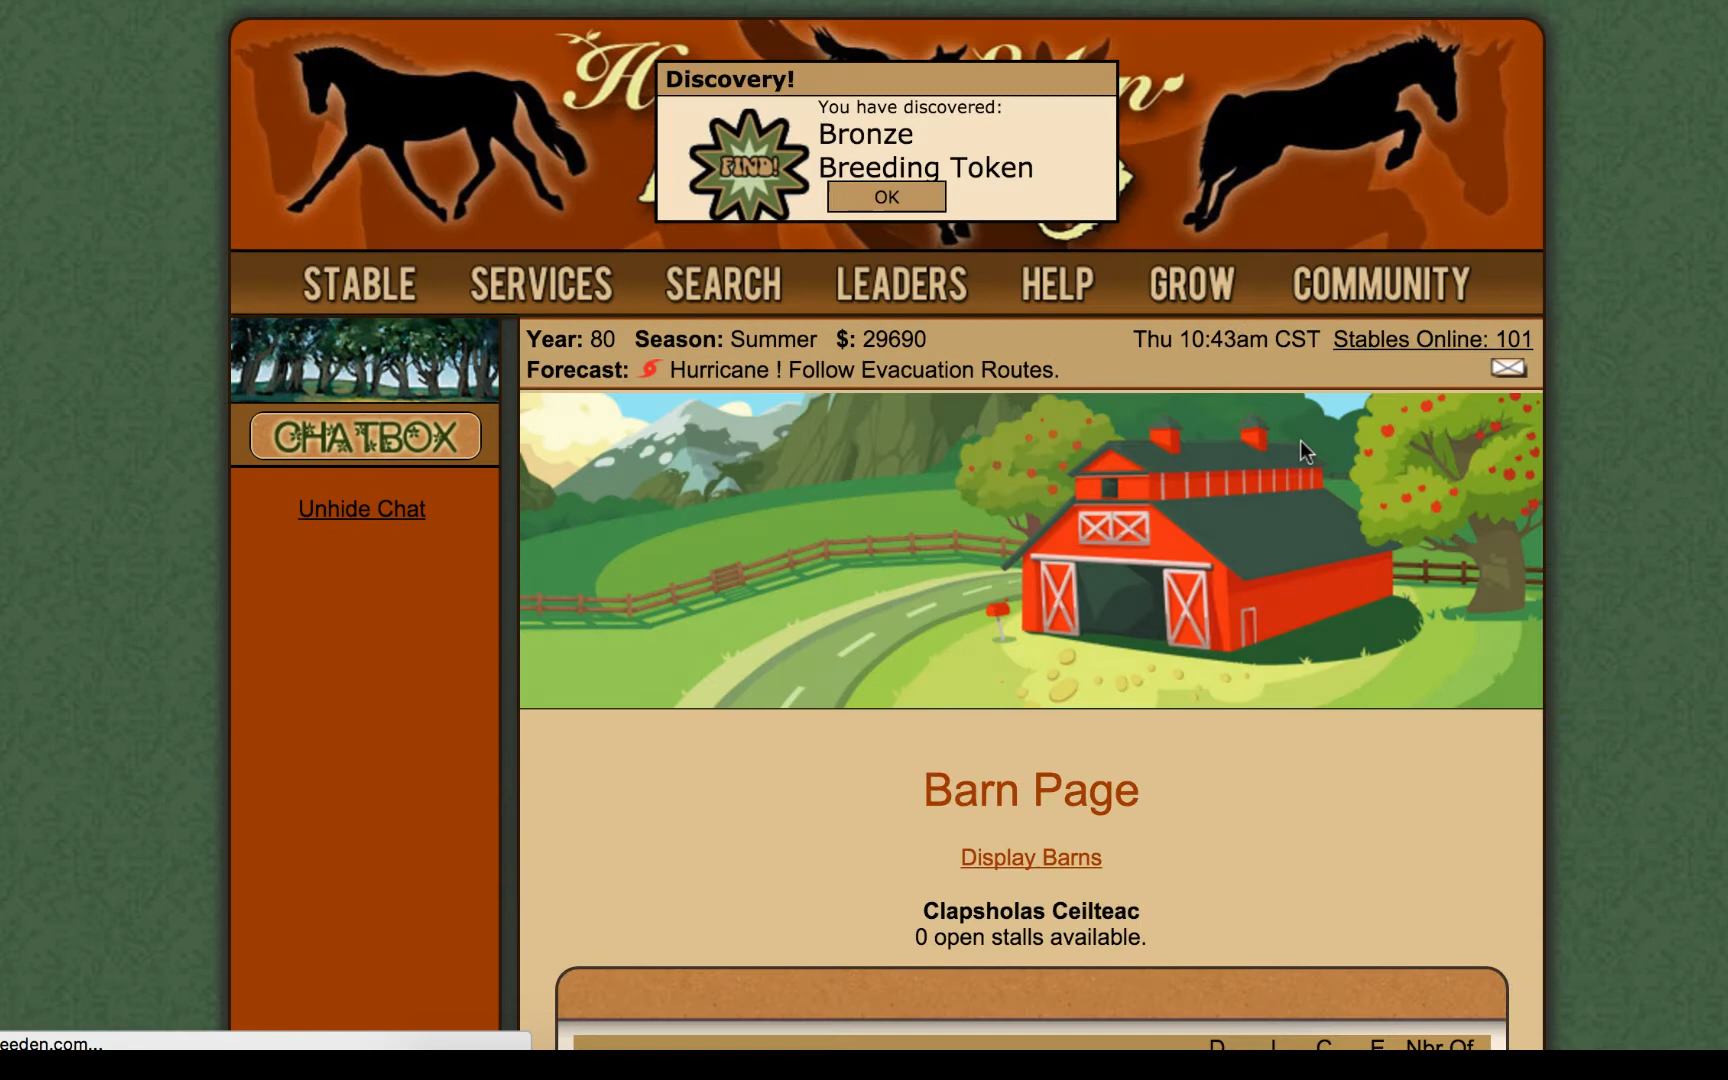 Discovery!
You have discovered:
Bronze
Breeding Token
FIND!
OK
STABLE SERVICES SEARCH LEADERS HELP GROW COMMUNITY
Year: 80 Season: Summer $: 29690 Thu 10:43am CST Stables Online: 101
Forecast: Hurricane ! Follow Evacuation Routes.
CHATBOX
Unhide Chat
Barn Page
Display Barns
Clapsholas Ceilteac
0 open stalls available.
eeden.com...
Nbr Of